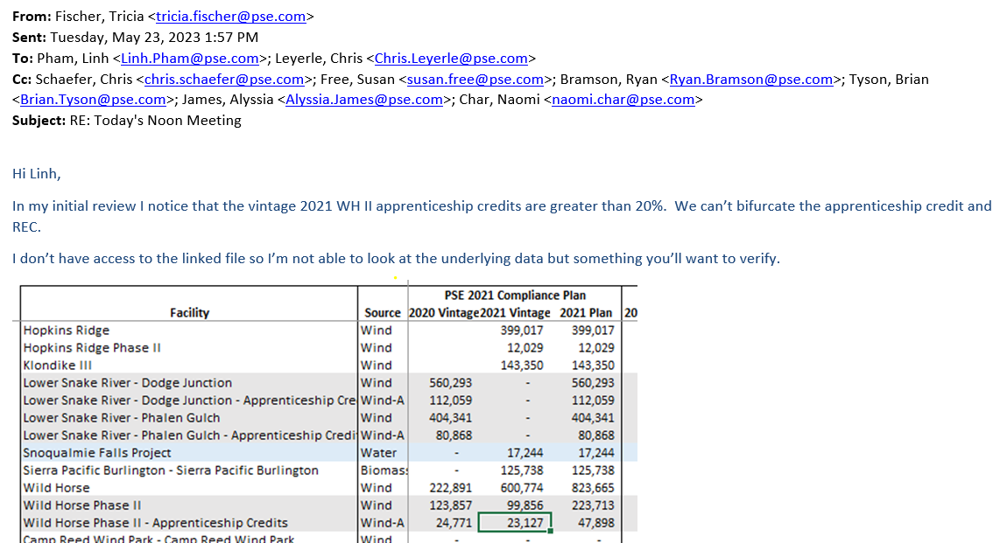 From: Fischer, Tricia <tricia.fischer@pse.com>
Sent: Tuesday, May 23, 2023 1:57 PM
To: Pham, Linh <Linh.Pham@pse.com>; Leyerle, Chris <Chris.Leyerle@pse.com>
Cc: Schaefer, Chris <chris.schaefer@pse.com>; Free, Susan <susan.free@pse.com>; Bramson, Ryan <Ryan.Bramson@pse.com>; Tyson, Brian
<Brian.Tyson@pse.com>; James, Alyssia <Alyssia.James@pse.com>; Char, Naomi <naomi.char@pse.com>
Subject: RE: Today's Noon Meeting
Hi Linh,
In my initial review I notice that the vintage 2021 WH II apprenticeship credits are greater than 20%.  We can't bifurcate the apprenticeship credit and
REC.
I don't have access to the linked file so I'm not able to look at the underlying data but something you'll want to verify.
PSE 2021 Compliance Plan
Facility Source 2020 Vintage 2021 Vintage 2021 Plan 20
Hopkins Ridge Wind 399,017 399,017
Hopkins Ridge Phase II Wind 12,029 12,029
Klondike III Wind 143,350 143,350
Lower Snake River - Dodge Junction Wind 560,293 - 560,293
Lower Snake River - Dodge Junction - Apprenticeship Cre Wind-A 112,059 - 112,059
Lower Snake River - Phalen Gulch Wind 404,341 - 404,341
Lower Snake River - Phalen Gulch - Apprenticeship Credi Wind-A 80,868 - 80,868
Snoqualmie Falls Project Water - 17,244 17,244
Sierra Pacific Burlington - Sierra Pacific Burlington Biomass - 125,738 125,738
Wild Horse Wind 222,891 600,774 823,665
Wild Horse Phase II Wind 123,857 99,856 223,713
Wild Horse Phase II - Apprenticeship Credits Wind-A 24,771 23,127 47,898
Camp Reed Wind Park - Camp Reed Wind Park Wind - - -